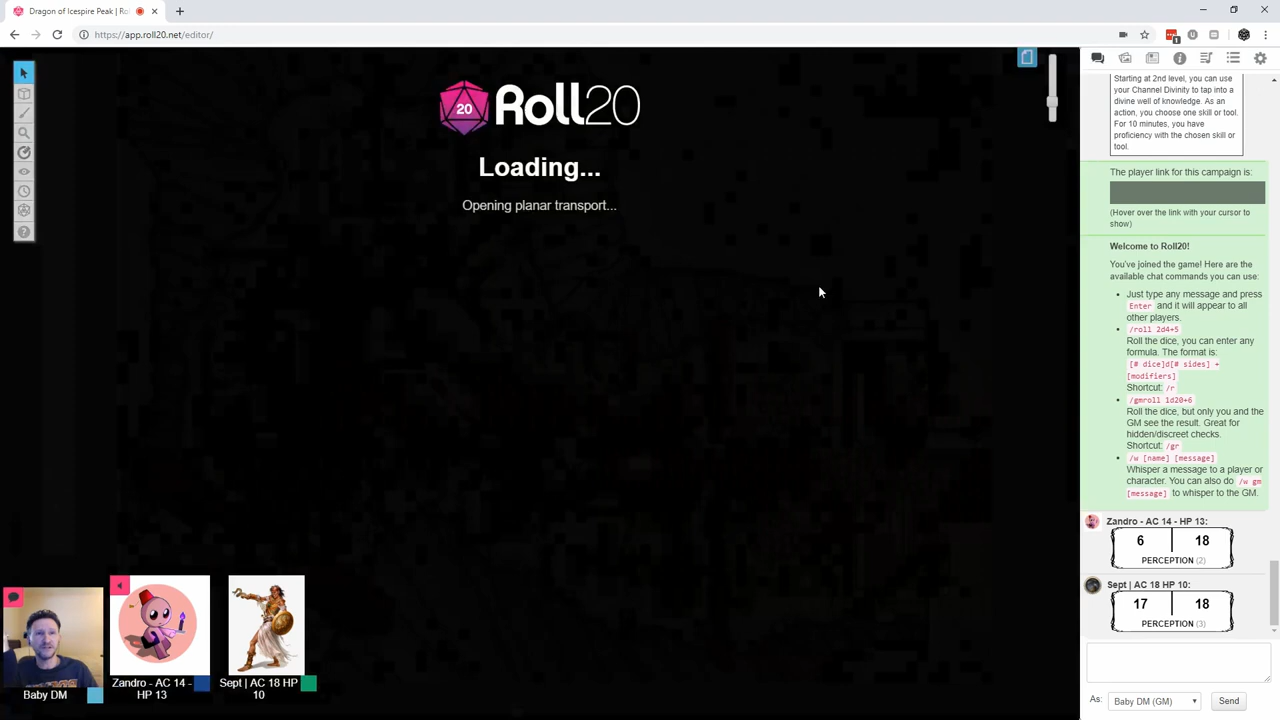 Dragon of Icespire Peak | Rol
https://app.roll20.net/editor/
1
20
Roll20
Loading...
Opening planar transport...
Starting at 2nd level, you can use
your Channel Divinity to tap into a
divine well of knowledge. As an
action, you choose one skill or tool.
For 10 minutes, you have
proficiency with the chosen skill or
tool.
The player link for this campaign is:
(Hover over the link with your cursor to
show)
Welcome to Roll20!
You've joined the game! Here are the
available chat commands you can use:
• Just type any message and press
Enter and it will appear to all
other players.
• /roll 2d4+5
Roll the dice, you can enter any
formula. The format is:
[# dice]d[# sides] +
[modifiers]
Shortcut: /r
• /gmroll 1d20+6
Roll the dice, but only you and the
GM see the result. Great for
hidden/discreet checks.
Shortcut: /gr
• /w [name] [message]
Whisper a message to a player or
character. You can also do /w gm
[message] to whisper to the GM.
Zandro - AC 14 - HP 13:
6 18
PERCEPTION (2)
Sept | AC 18 HP 10:
17 18
PERCEPTION (3)
Baby DM
Zandro - AC 14 -
HP 13
Sept | AC 18 HP
10
As: Baby DM (GM) Send